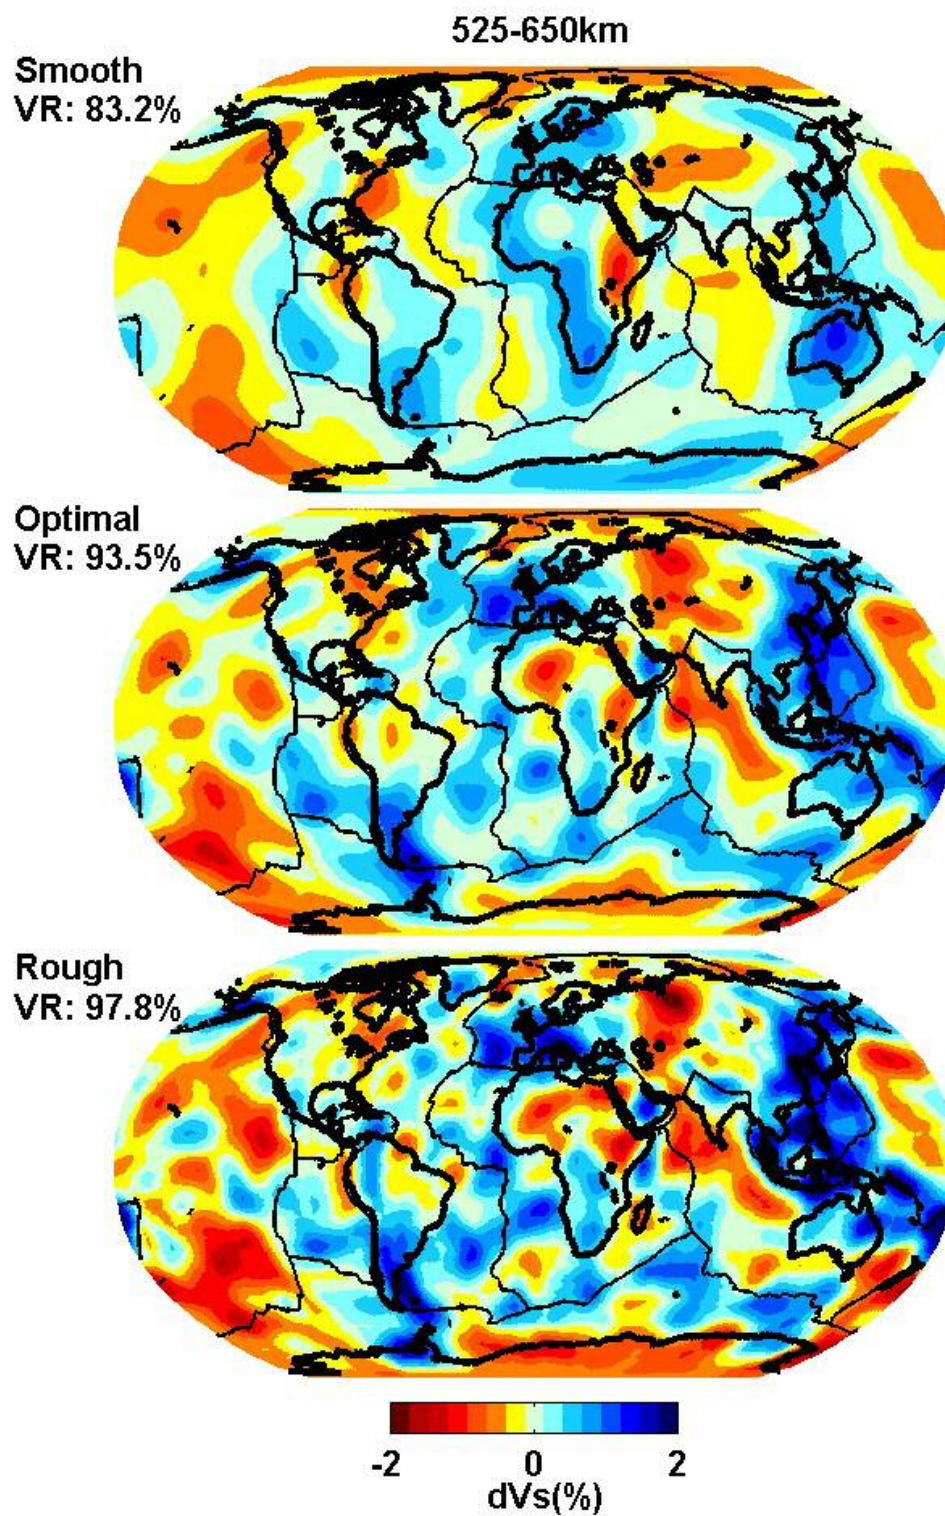 525-650km
Smooth
VR: 83.2%
Optimal
VR: 93.5%
Rough
VR: 97.8%
-2 0 2
dVs(%)